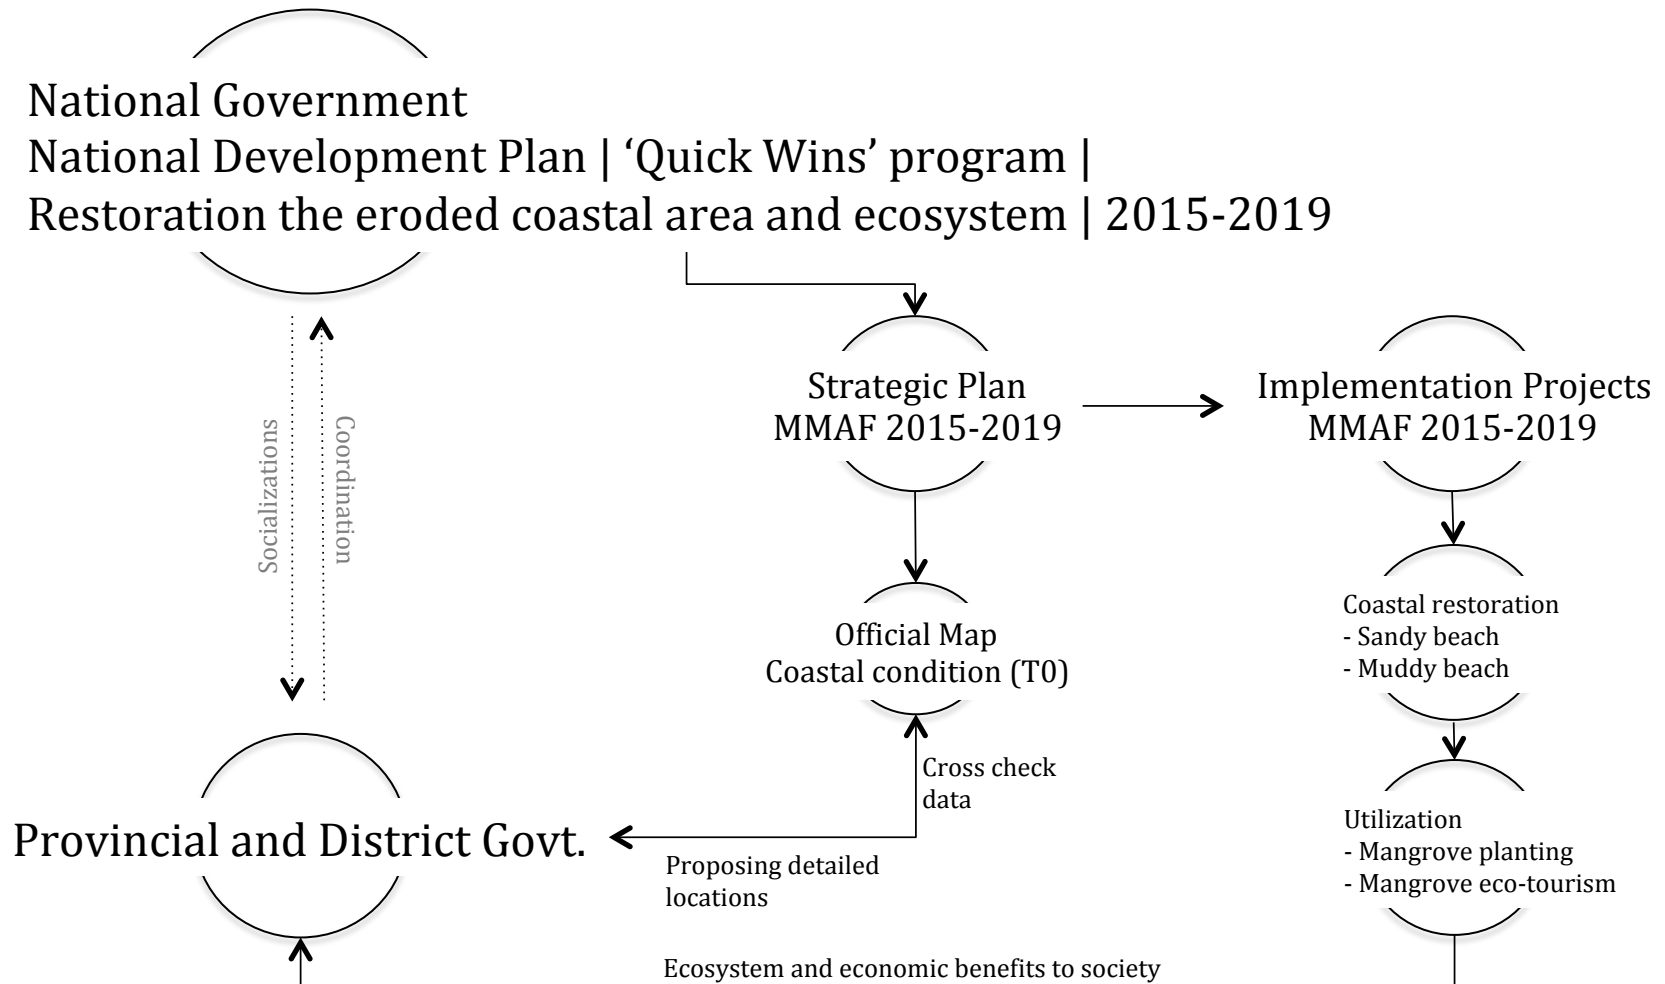 National Government
National Development Plan | ‘Quick Wins’ program |
Restoration the eroded coastal area and ecosystem | 2015-2019
Strategic Plan
MMAF 2015-2019
Implementation Projects
MMAF 2015-2019
Socializations
Coordination
Official Map
Coastal condition (T0)
Coastal restoration
- Sandy beach
- Muddy beach
Cross check
data
Provincial and District Govt.
Proposing detailed
locations
Utilization
- Mangrove planting
- Mangrove eco-tourism
Ecosystem and economic benefits to society